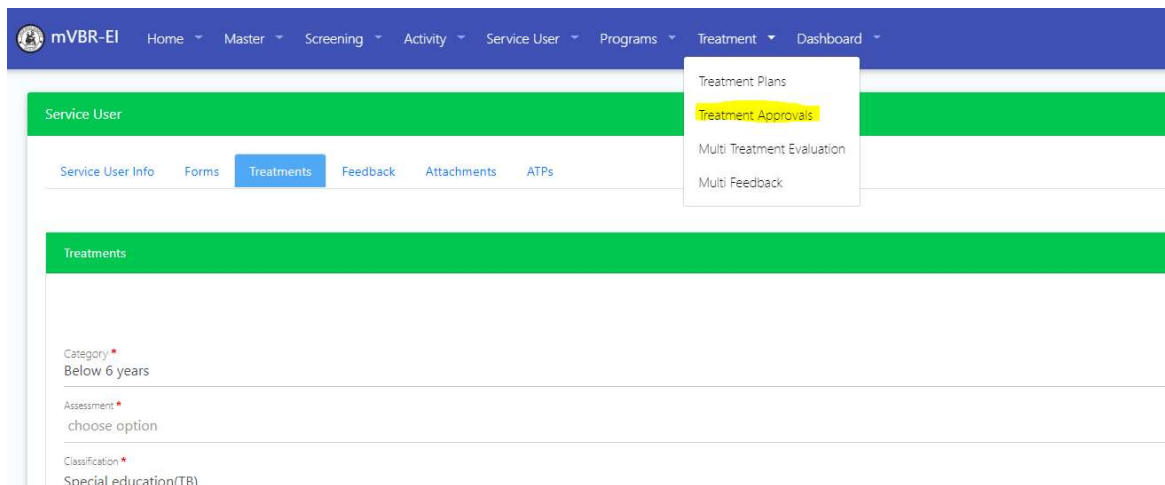 mVBR-EI Home Master Screening Activity Service User Programs Treatment Dashboard
Treatment Plans
Treatment Approvals
Multi Treatment Evaluation
Multi Feedback
Service User
Service User Info Forms Treatments Feedback Attachments ATPs
Treatments
Category *
Below 6 years
Assessment *
choose option
Classification *
Special education(TB)